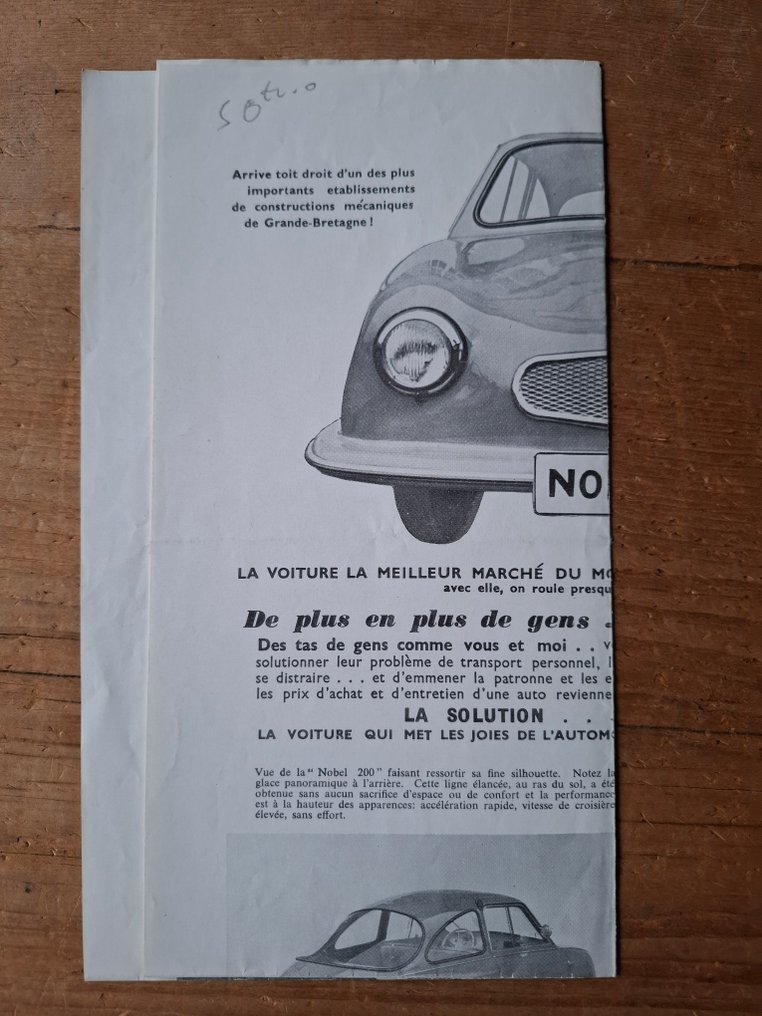 Arrive toit droit d'un des plus
importants etablissements
de constructions mécaniques
de Grande-Bretagne!
NO
LA VOITURE LA MEILLEUR MARCHÉ DU
avec elle, on roule
De plus en plus de gens .
Des tas de gens comme vous et moi . .
solutionner leur problème de transport personnel,
se distraire . . . et d'emmener la patronne et les
les prix d'achat et d'entretien d'une auto
LA SOLUTION . . .
LA VOITURE QUI MET LES JOIES DE
Vue de la "Nobel 200" faisant ressortir sa fine silhouette. Notez la
glace panoramique à l'arrière. Cette ligne élancée, au ras du sol, a été
obtenue sans aucun sacrifice d'espace ou de confort et la performance
est à la hauteur des apparences: accélération rapide, vitesse de croisière
élevée, sans effort.